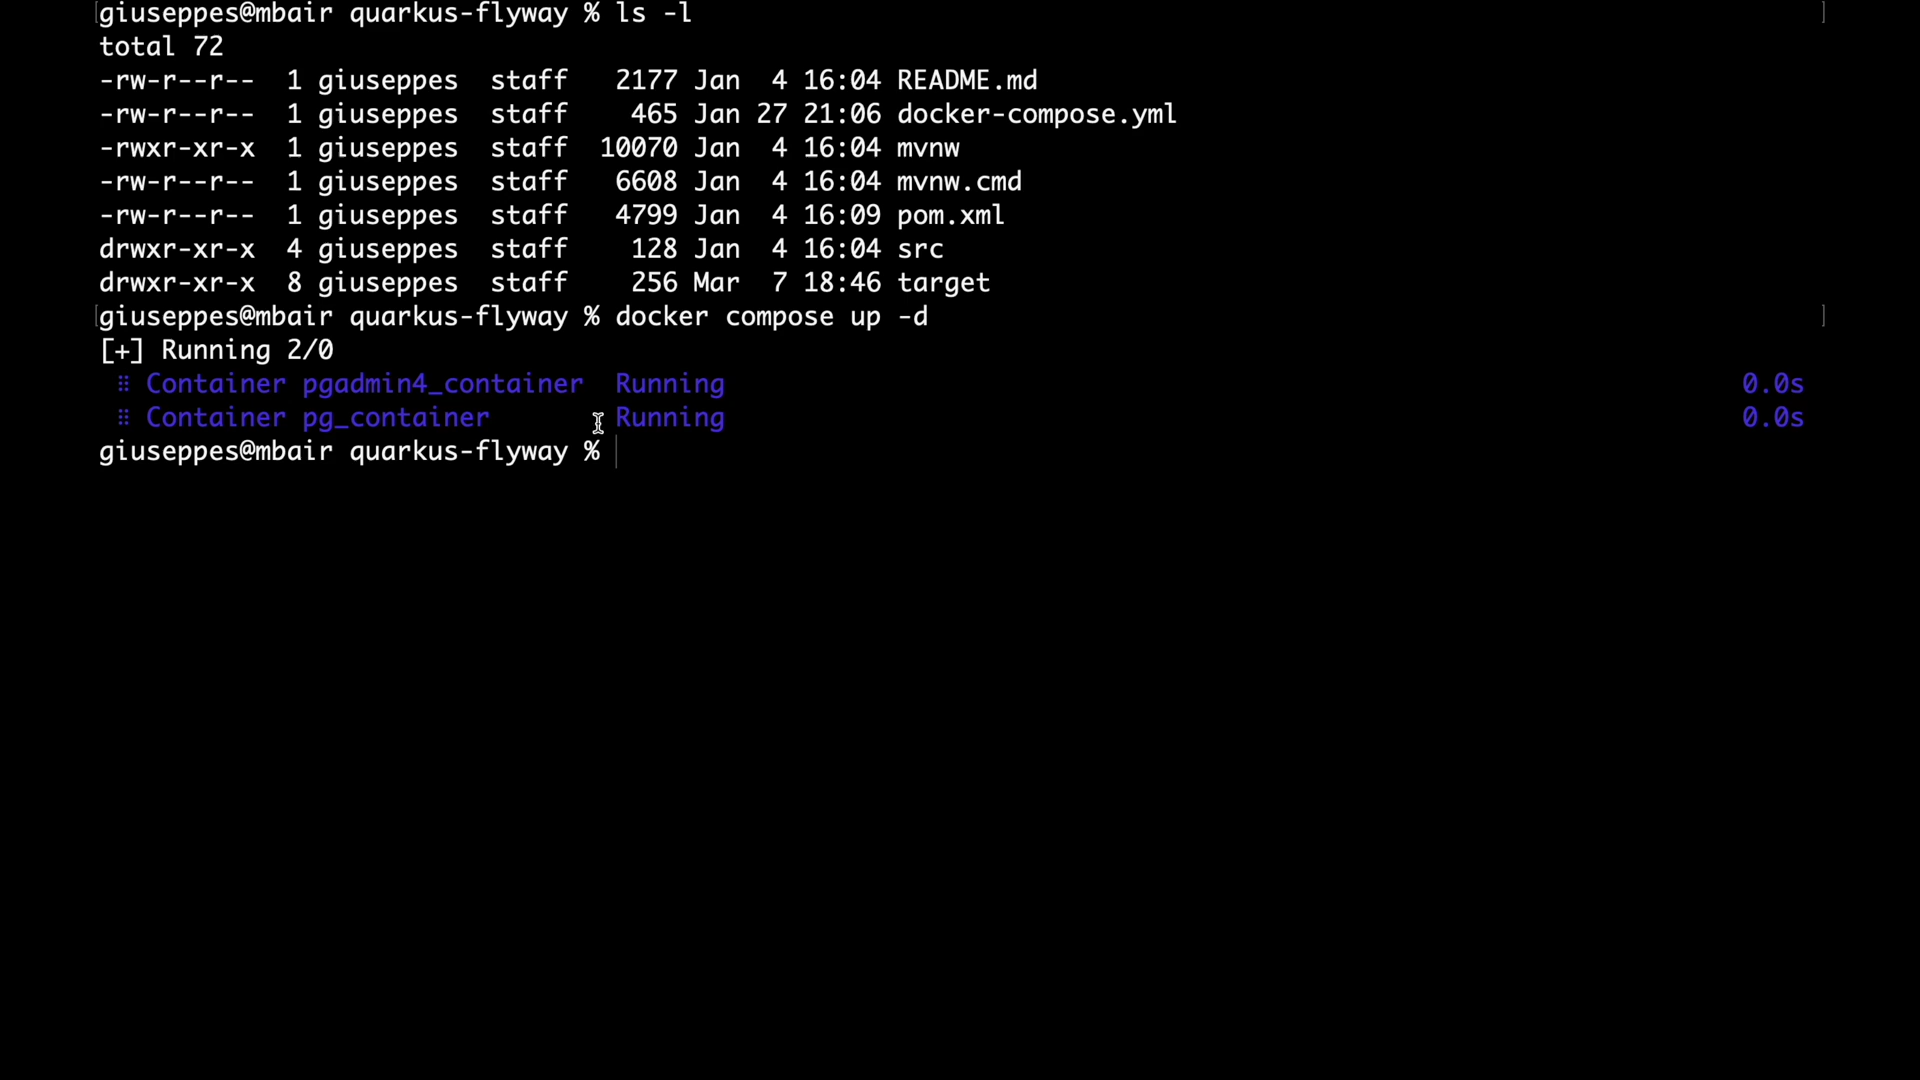 giuseppes@mbair quarkus-flyway % ls -l
total 72
-rw-r--r--  1 giuseppes  staff   2177 Jan  4 16:04 README.md
-rw-r--r--  1 giuseppes  staff    465 Jan 27 21:06 docker-compose.yml
-rwxr-xr-x  1 giuseppes  staff  10070 Jan  4 16:04 mvnw
-rw-r--r--  1 giuseppes  staff   6608 Jan  4 16:04 mvnw.cmd
-rw-r--r--  1 giuseppes  staff   4799 Jan  4 16:09 pom.xml
drwxr-xr-x  4 giuseppes  staff    128 Jan  4 16:04 src
drwxr-xr-x  8 giuseppes  staff    256 Mar  7 18:46 target
giuseppes@mbair quarkus-flyway % docker compose up -d
[+] Running 2/0
 ⠿ Container pgadmin4_container  Running 0.0s
 ⠿ Container pg_container        Running 0.0s
giuseppes@mbair quarkus-flyway %